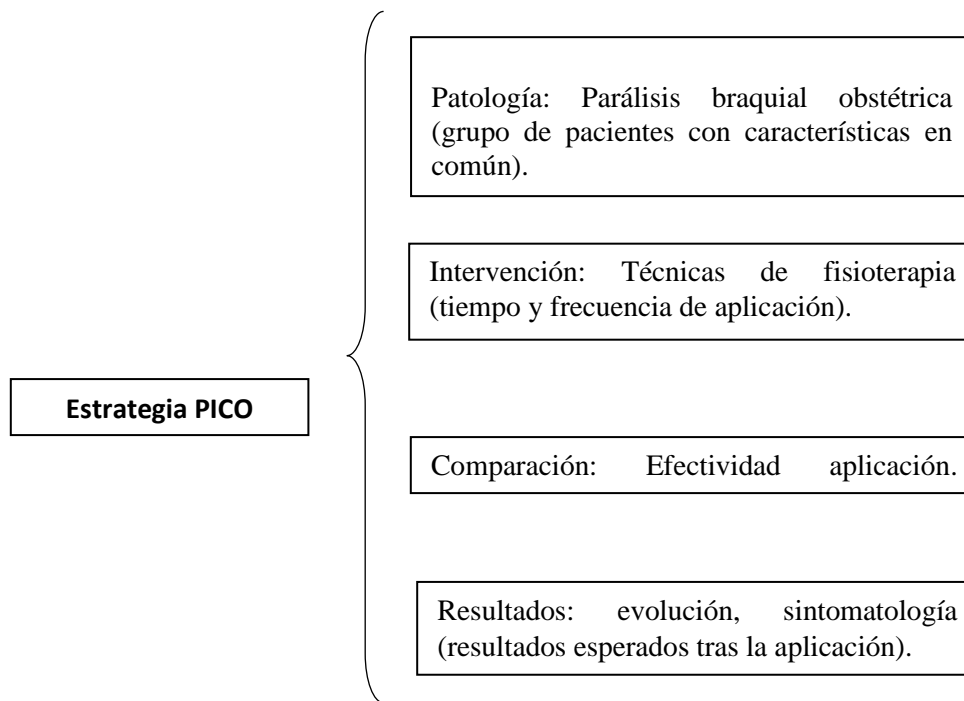 Patología: Parálisis braquial obstétrica
(grupo de pacientes con características en
común).
Intervención: Técnicas de fisioterapia
(tiempo y frecuencia de aplicación).
Estrategia PICO
Comparación: Efectividad aplicación.
Resultados: evolución, sintomatología
(resultados esperados tras la aplicación).